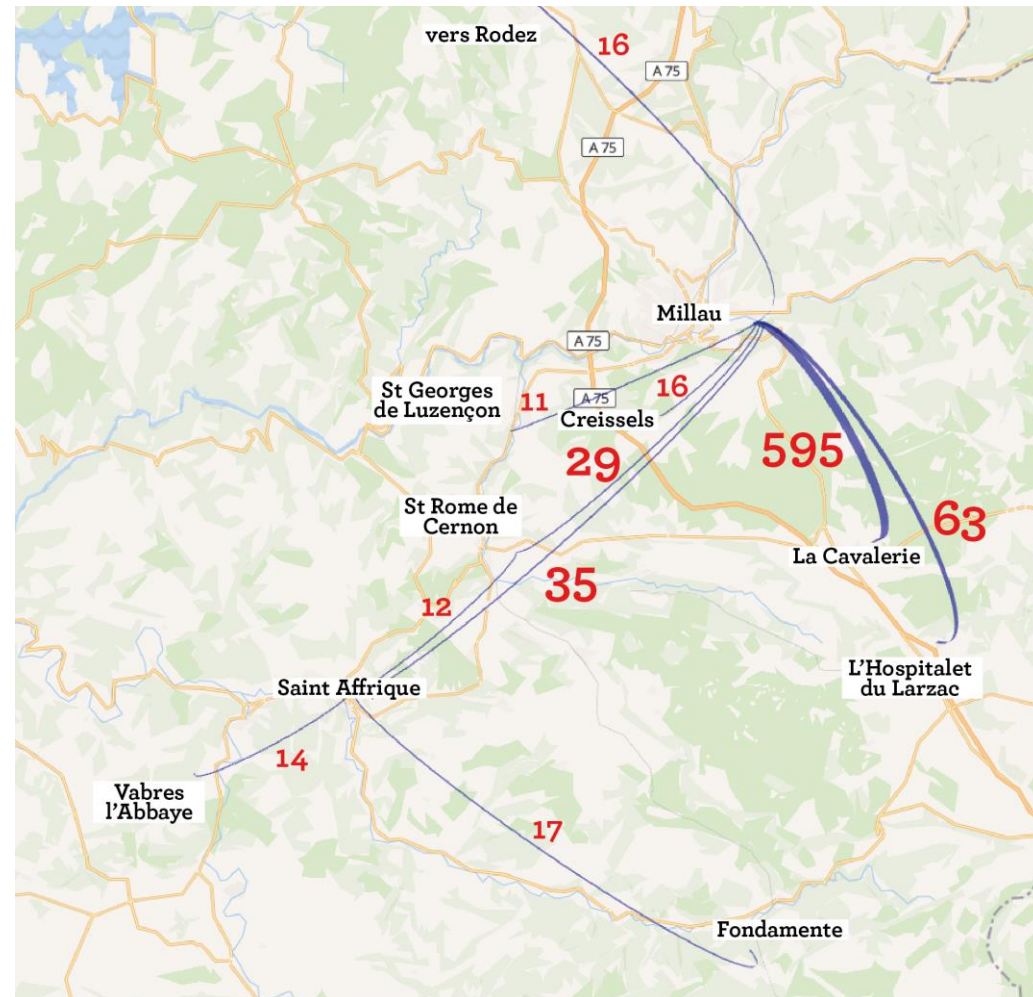 vers Rodez
16
A 75
A 75
Millau
A 75
St Georges
de Luzençon
11
A 75
16
Creissels
29
595
St Rome de
Cernon
63
La Cavalerie
35
12
L'Hospitalet
du Larzac
Saint Affrique
14
Vabres
l'Abbaye
17
Fondamente